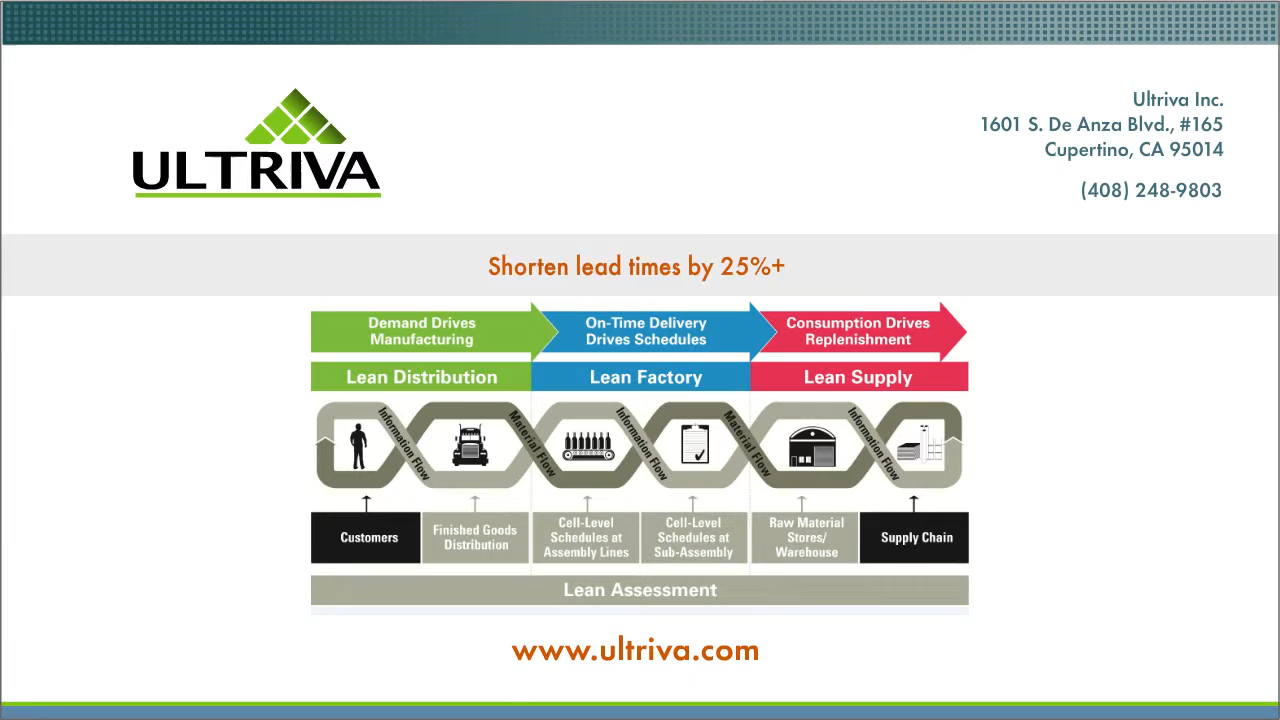 ULTRIVA
Ultriva Inc.
1601 S. De Anza Blvd., #165
Cupertino, CA 95014
(408) 248-9803
Shorten lead times by 25%+
Demand Drives
Manufacturing
On-Time Delivery
Drives Schedules
Consumption Drives
Replenishment
Lean Distribution
Lean Factory
Lean Supply
Information Flow
Material Flow
Information Flow
Material Flow
Information Flow
Customers
Finished Goods
Distribution
Cell-Level
Schedules at
Assembly Lines
Cell-Level
Schedules at
Sub-Assembly
Raw Material
Stores/
Warehouse
Supply Chain
Lean Assessment
www.ultriva.com